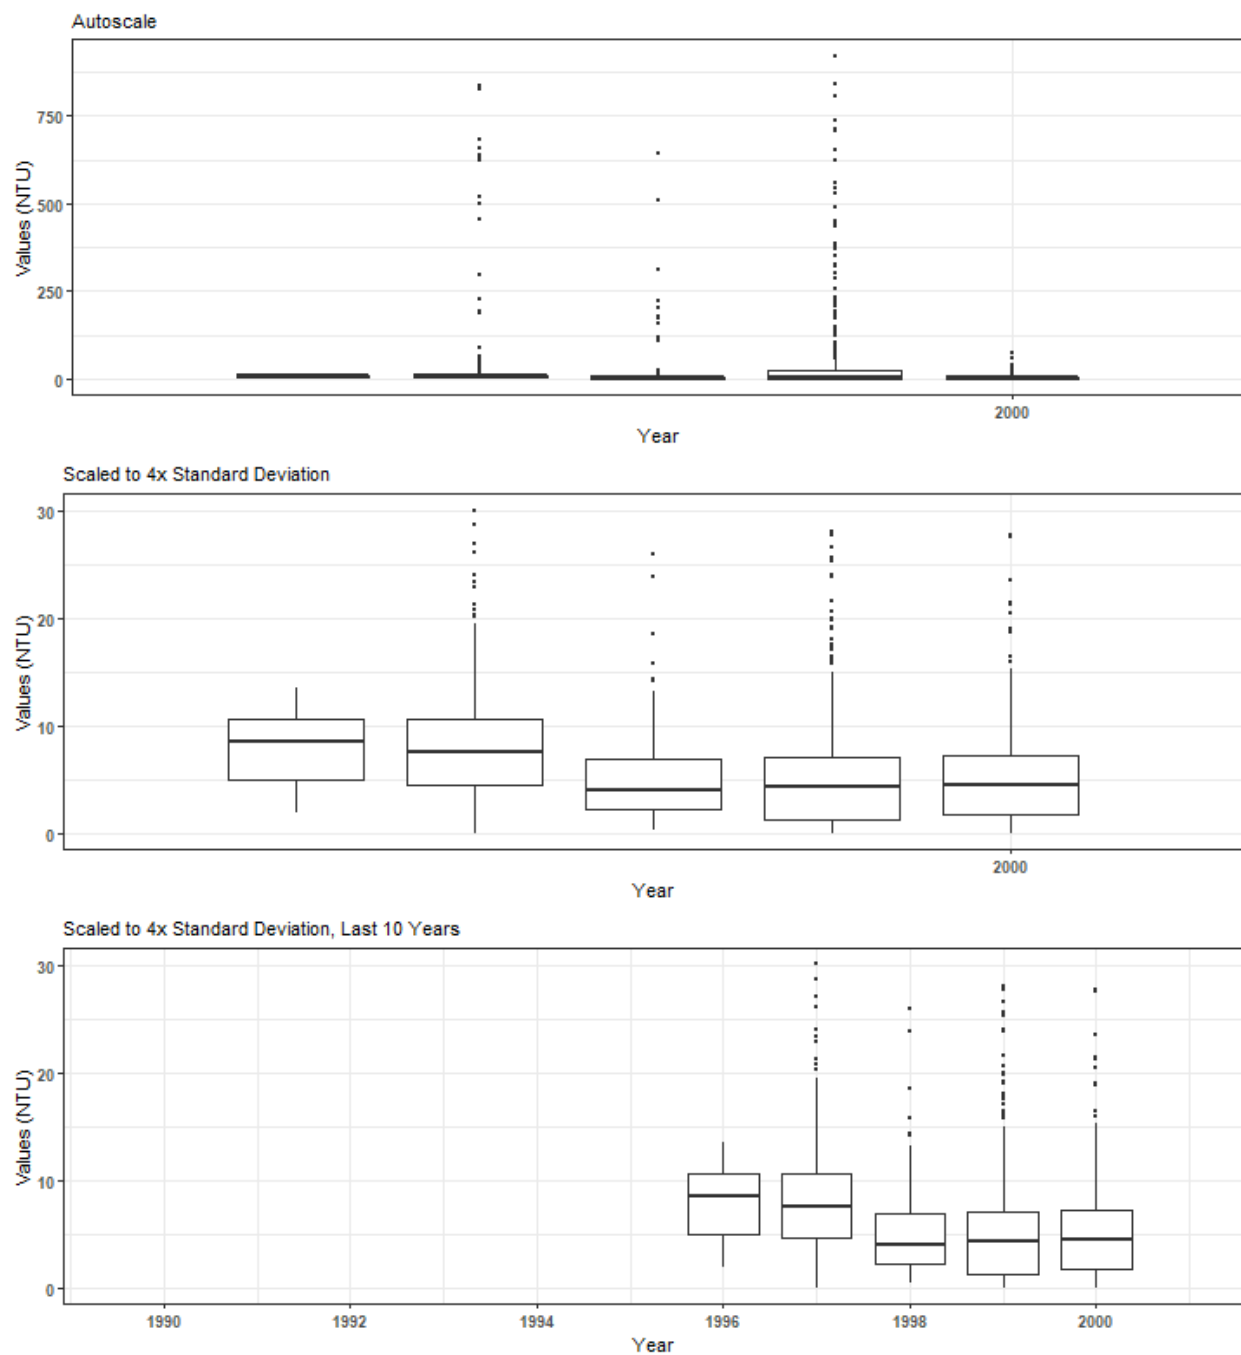 Autoscale
Values (NTU)
750
500
250
0
2000
Year
Scaled to 4x Standard Deviation
Values (NTU)
30
20
10
0
2000
Year
Scaled to 4x Standard Deviation, Last 10 Years
Values (NTU)
30
20
10
0
1990 1992 1994 1996 1998 2000
Year